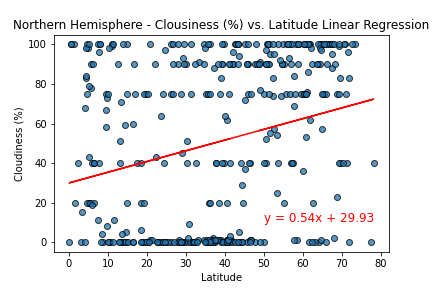 Northern Hemisphere - Clousiness (%) vs. Latitude Linear Regression
100
80
60
40
20
0
Cloudiness (%)
y = 0.54x + 29.93
0 10 20 30 40 50 60 70 80
Latitude